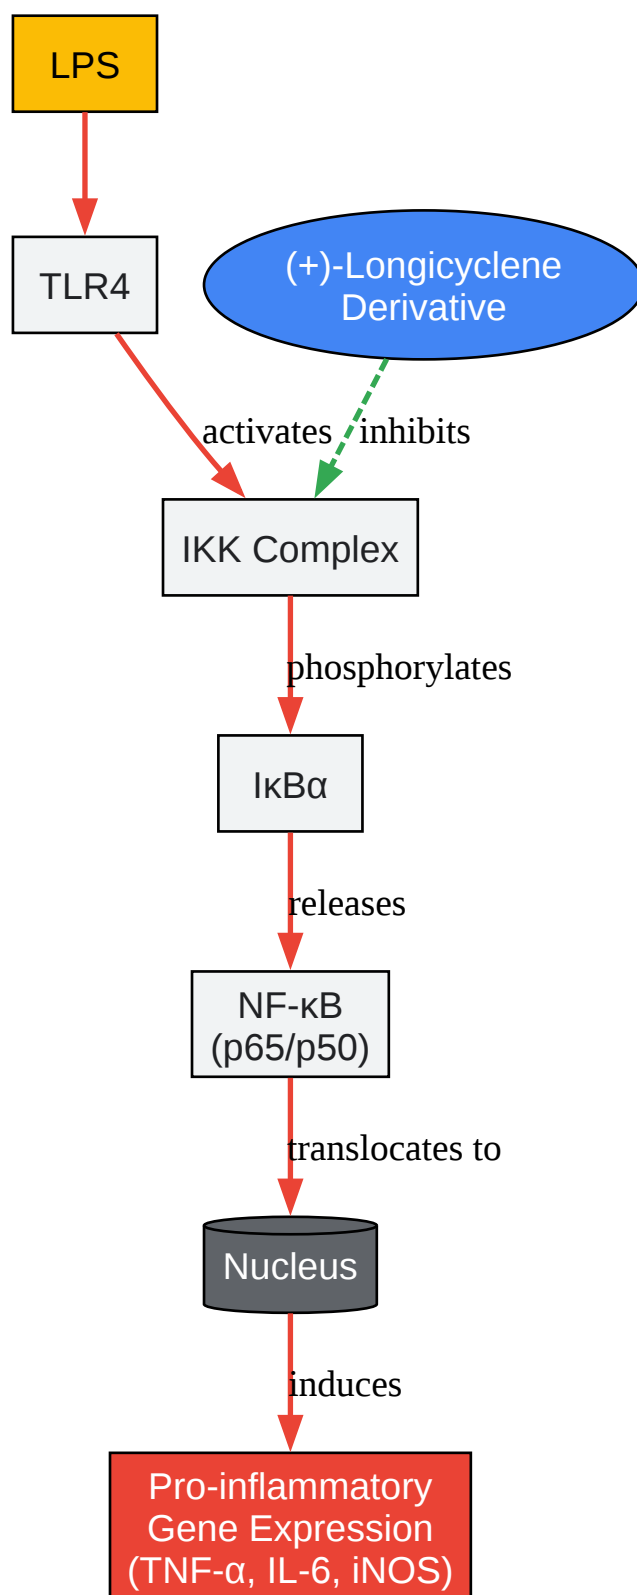 LPS
TLR4
(+)-Longicyclene
Derivative
activates
inhibits
IKK Complex
phosphorylates
IκBα
releases
NF-κB
(p65/p50)
translocates to
Nucleus
induces
Pro-inflammatory
Gene Expression
(TNF-α, IL-6, iNOS)